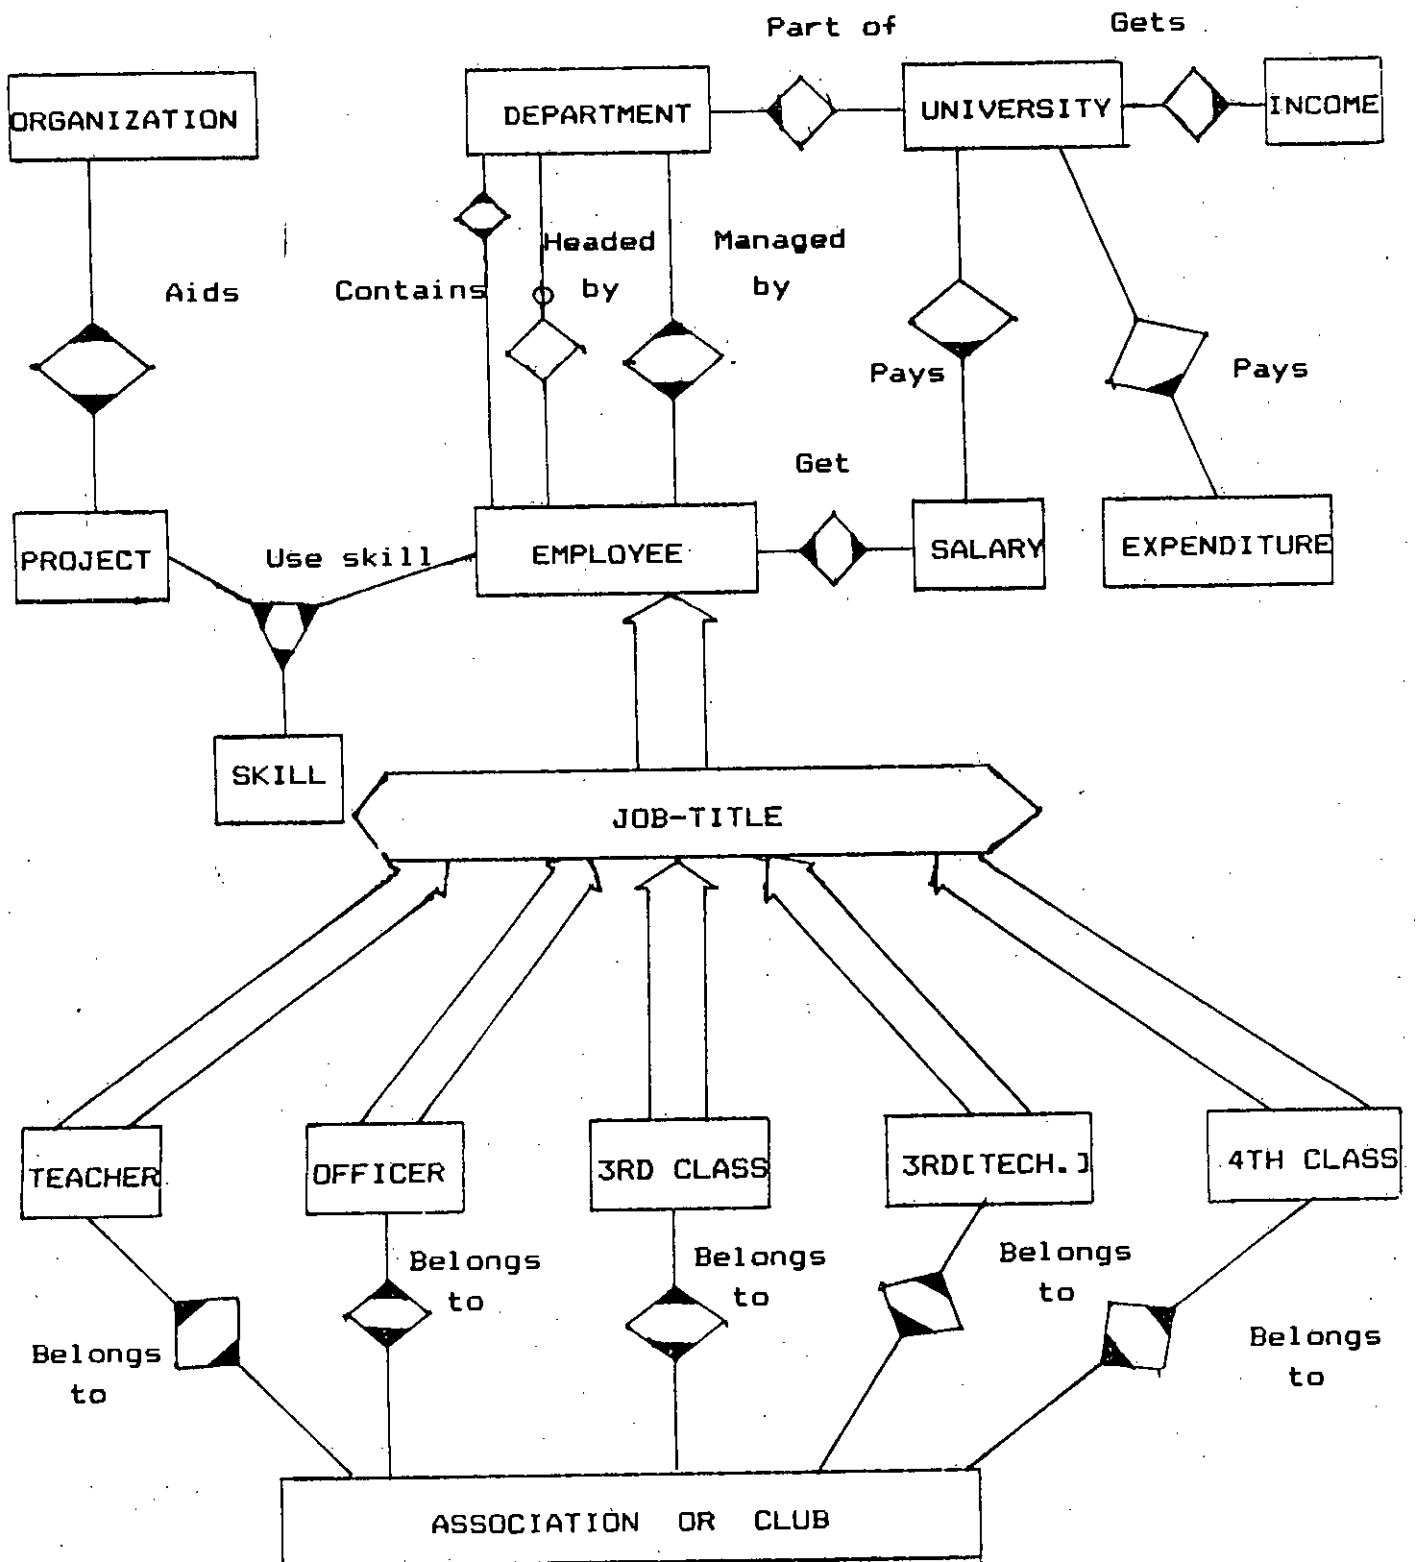 Part of
Gets
ORGANIZATION
DEPARTMENT
UNIVERSITY
INCOME
Aids
Contains
Headed
by
Managed
by
Pays
Pays
Get
PROJECT
Use skill
EMPLOYEE
SALARY
EXPENDITURE
SKILL
JOB-TITLE
TEACHER
OFFICER
3RD CLASS
3RD[TECH.]
4TH CLASS
Belongs
to
Belongs
to
Belongs
to
Belongs
to
Belongs
to
ASSOCIATION OR CLUB